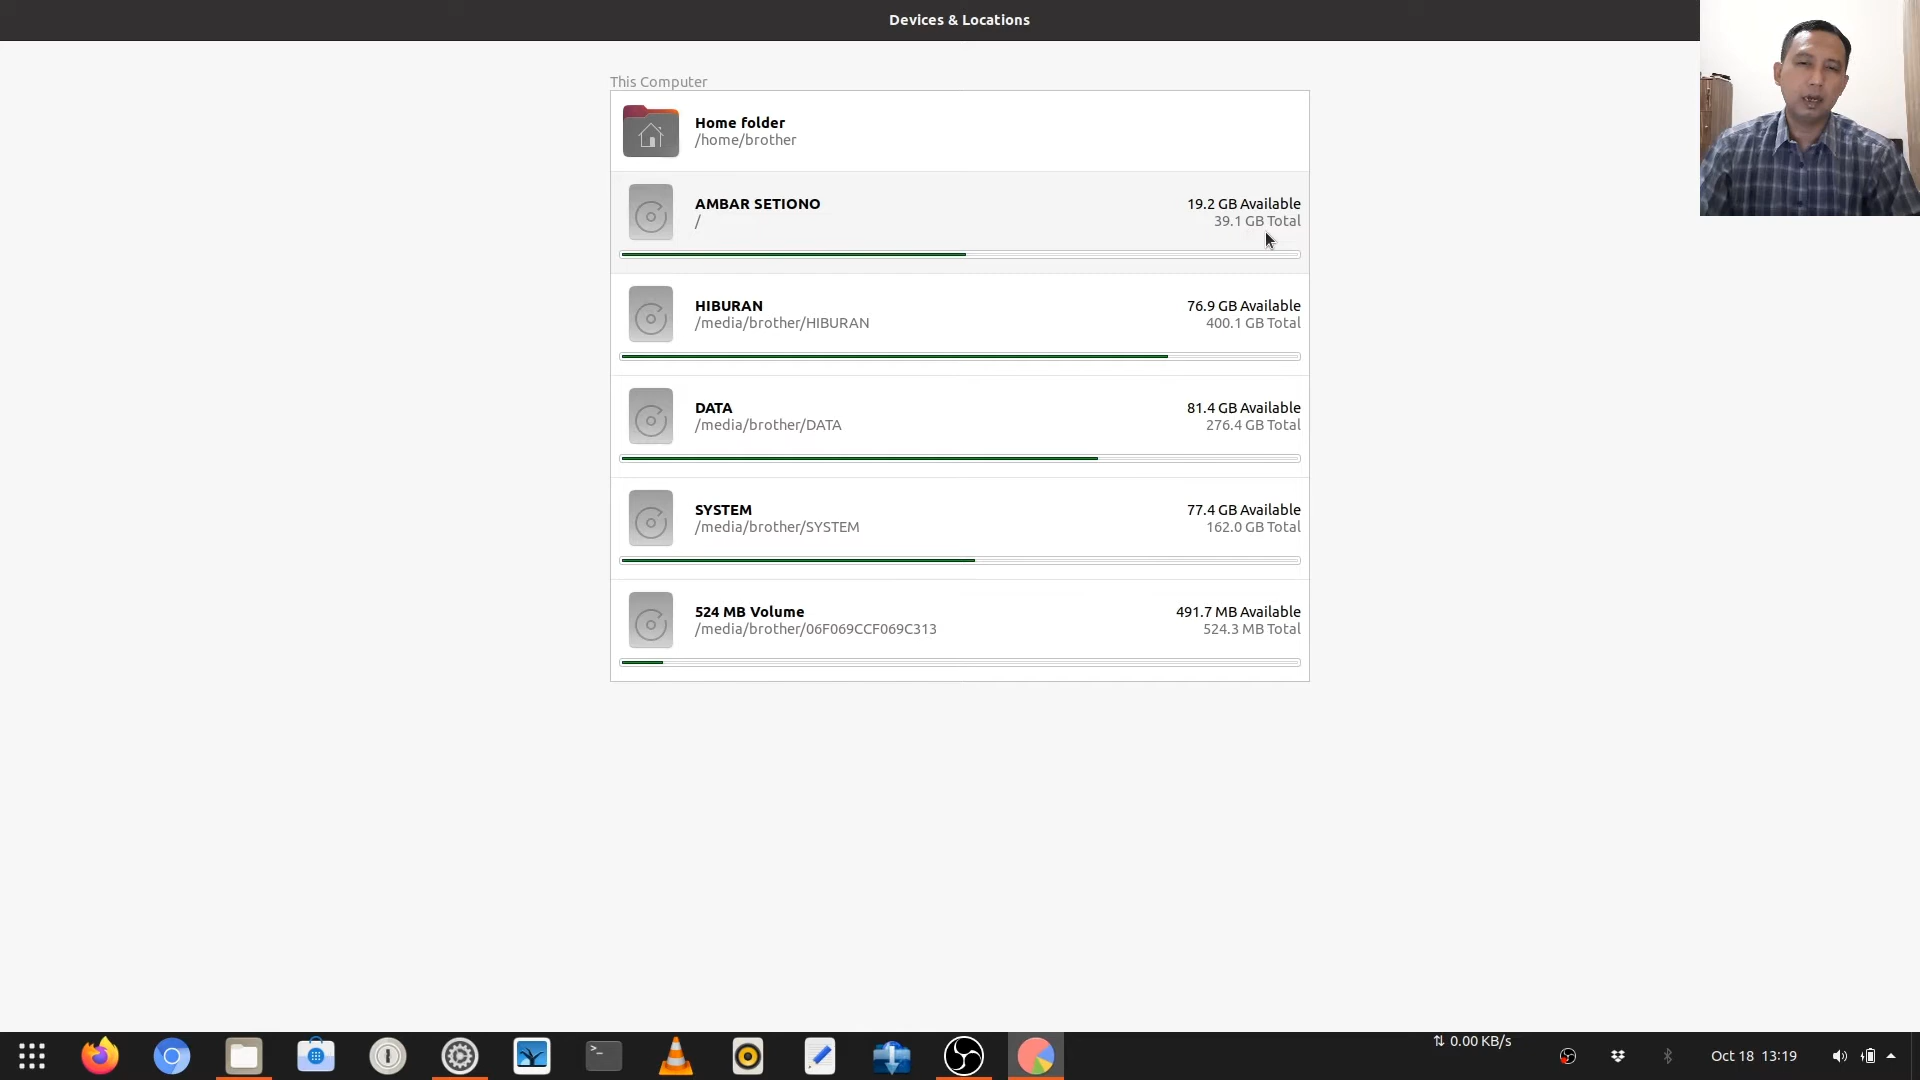 Devices & Locations
This Computer
Home folder
/home/brother
AMBAR SETIONO
19.2 GB Available
/
39.1 GB Total
HIBURAN
76.9 GB Available
/media/brother/HIBURAN
400.1 GB Total
DATA
81.4 GB Available
/media/brother/DATA
276.4 GB Total
SYSTEM
77.4 GB Available
/media/brother/SYSTEM
162.0 GB Total
524 MB Volume
491.7 MB Available
/media/brother/06F069CCF069C313
524.3 MB Total
0.00 KB/s
Oct 18 13:19